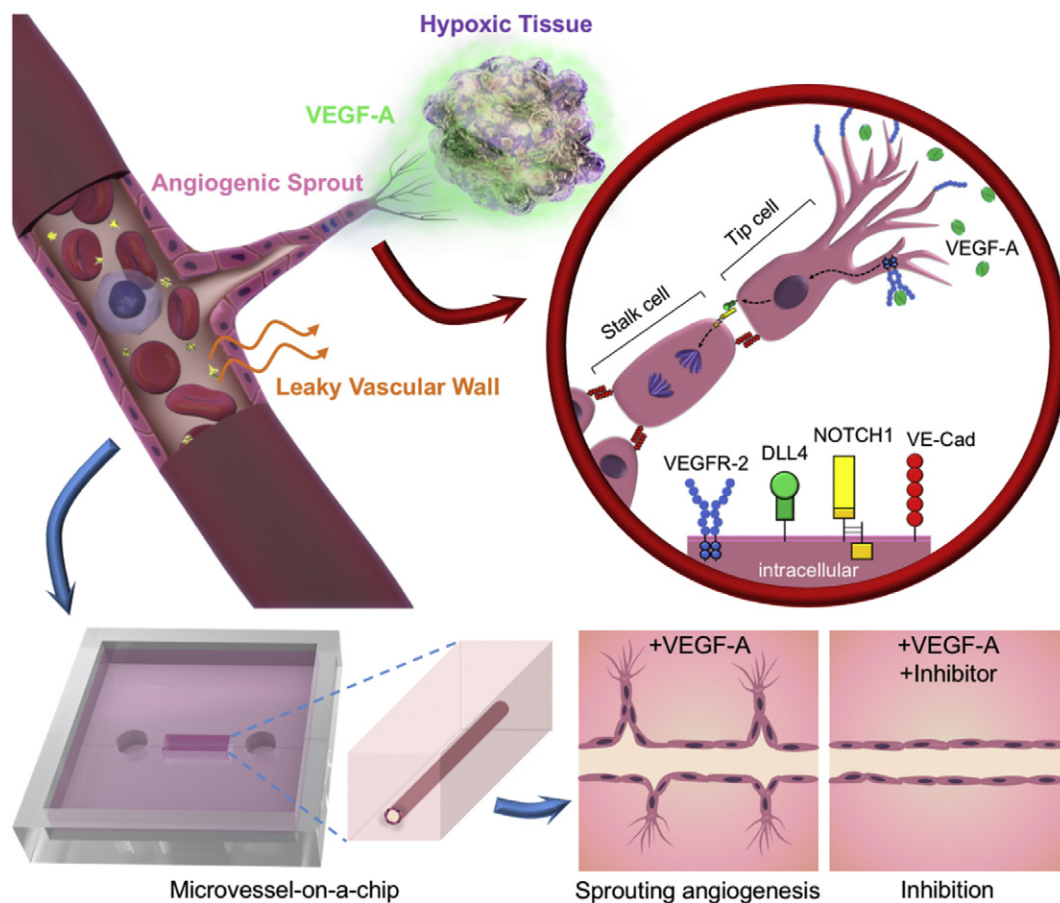 Hypoxic Tissue
VEGF-A
Angiogenic Sprout
Leaky Vascular Wall
Tip cell
Stalk cell
VEGF-A
VEGFR-2
DLL4
NOTCH1
VE-Cad
intracellular
+VEGF-A
+VEGF-A
+Inhibitor
Microvessel-on-a-chip
Sprouting angiogenesis
Inhibition